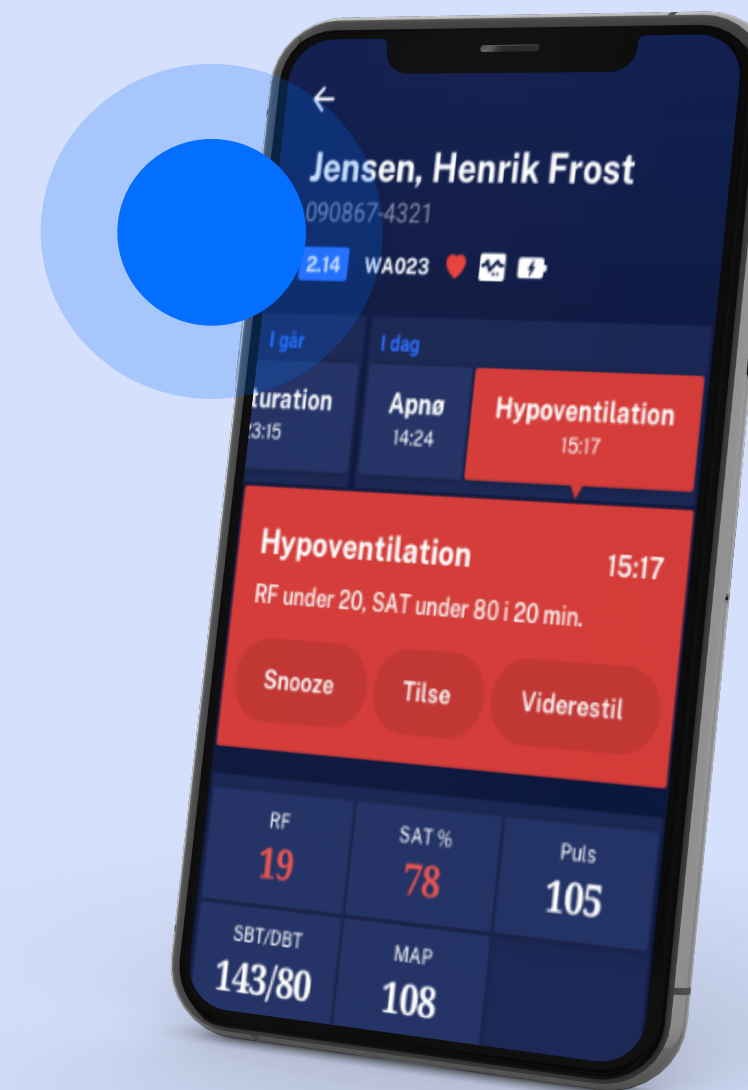 Jensen, Henrik Frost
090867-4321
2.14 WA023
I går I dag
turation Apnø Hypoventilation
23:15 14:24 15:17
Hypoventilation 15:17
RF under 20, SAT under 80 i 20 min.
Snooze Tilse Viderestil
RF SAT % Puls
19 78 105
SBT/DBT MAP
143/80 108